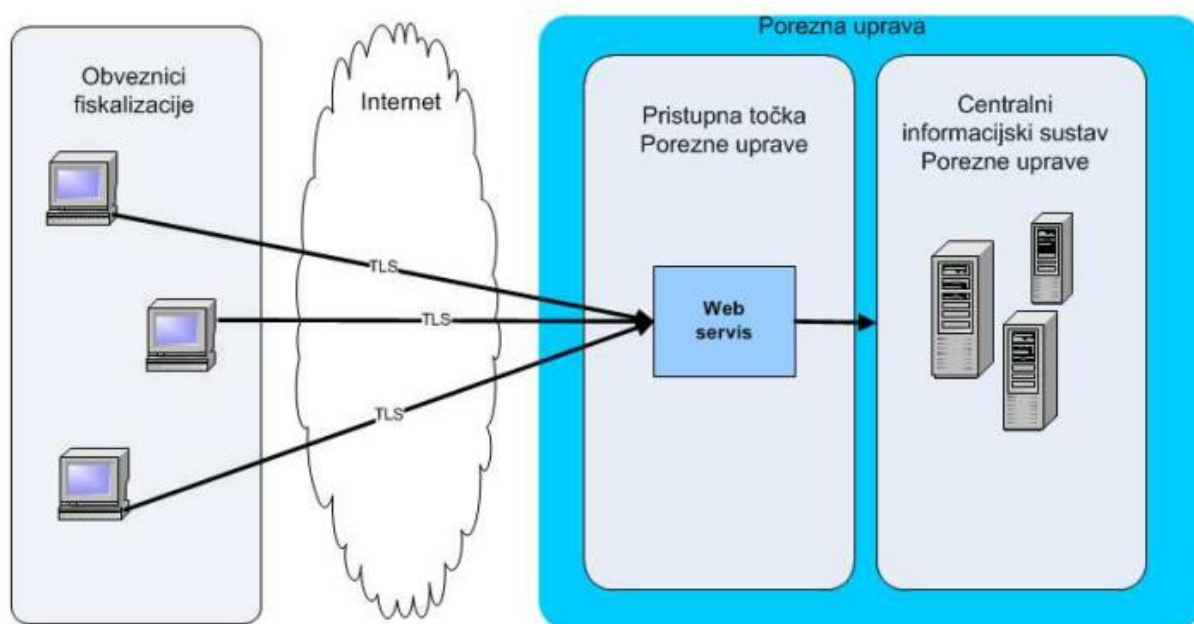 Obveznici
fiskalizacije
Internet
Porezna uprava
Pristupna točka
Porezne uprave
Centralni
informacijski sustav
Porezne uprave
TLS
TLS
TLS
Web
servis